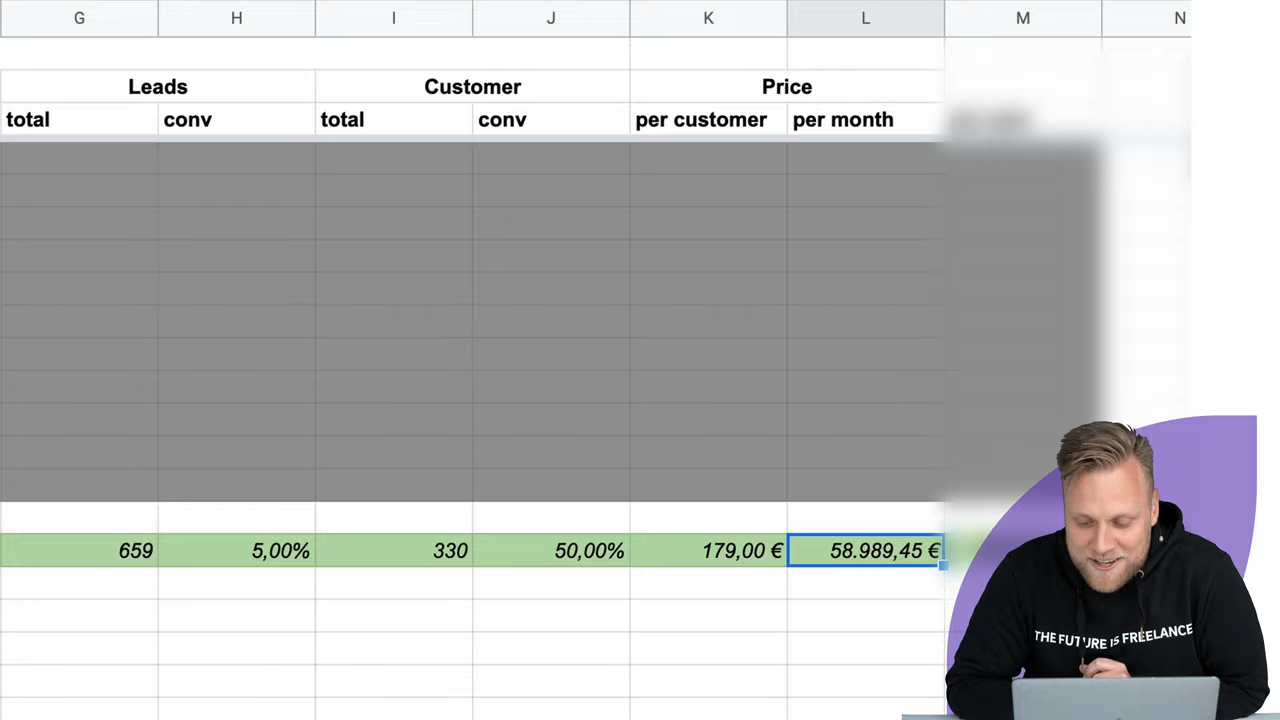 G H I J K L M N
Leads Customer Price
total conv total conv per customer per month
659 5,00% 330 50,00% 179,00 € 58.989,45 €
THE FUTURE IS FREELANCE